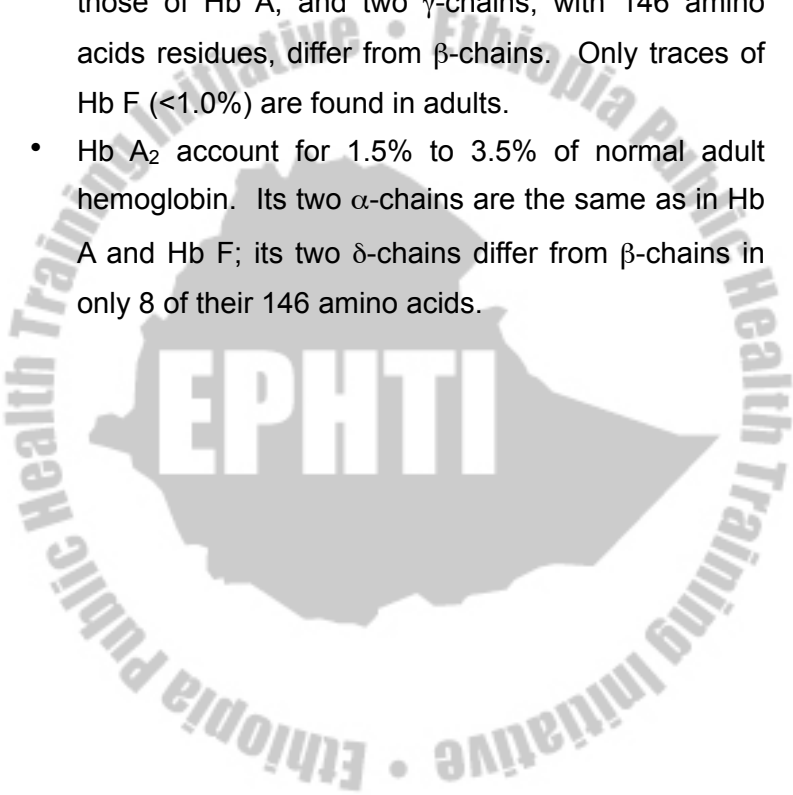 those of Hb A, and two γ-chains, with 146 amino
acids residues, differ from β-chains. Only traces of
Hb F (<1.0%) are found in adults.
• Hb A₂ account for 1.5% to 3.5% of normal adult
hemoglobin. Its two α-chains are the same as in Hb
A and Hb F; its two δ-chains differ from β-chains in
only 8 of their 146 amino acids.
EPHTI
Ethiopia Public Health Training Initiative • Ethiopia Public Health Training Initiative •